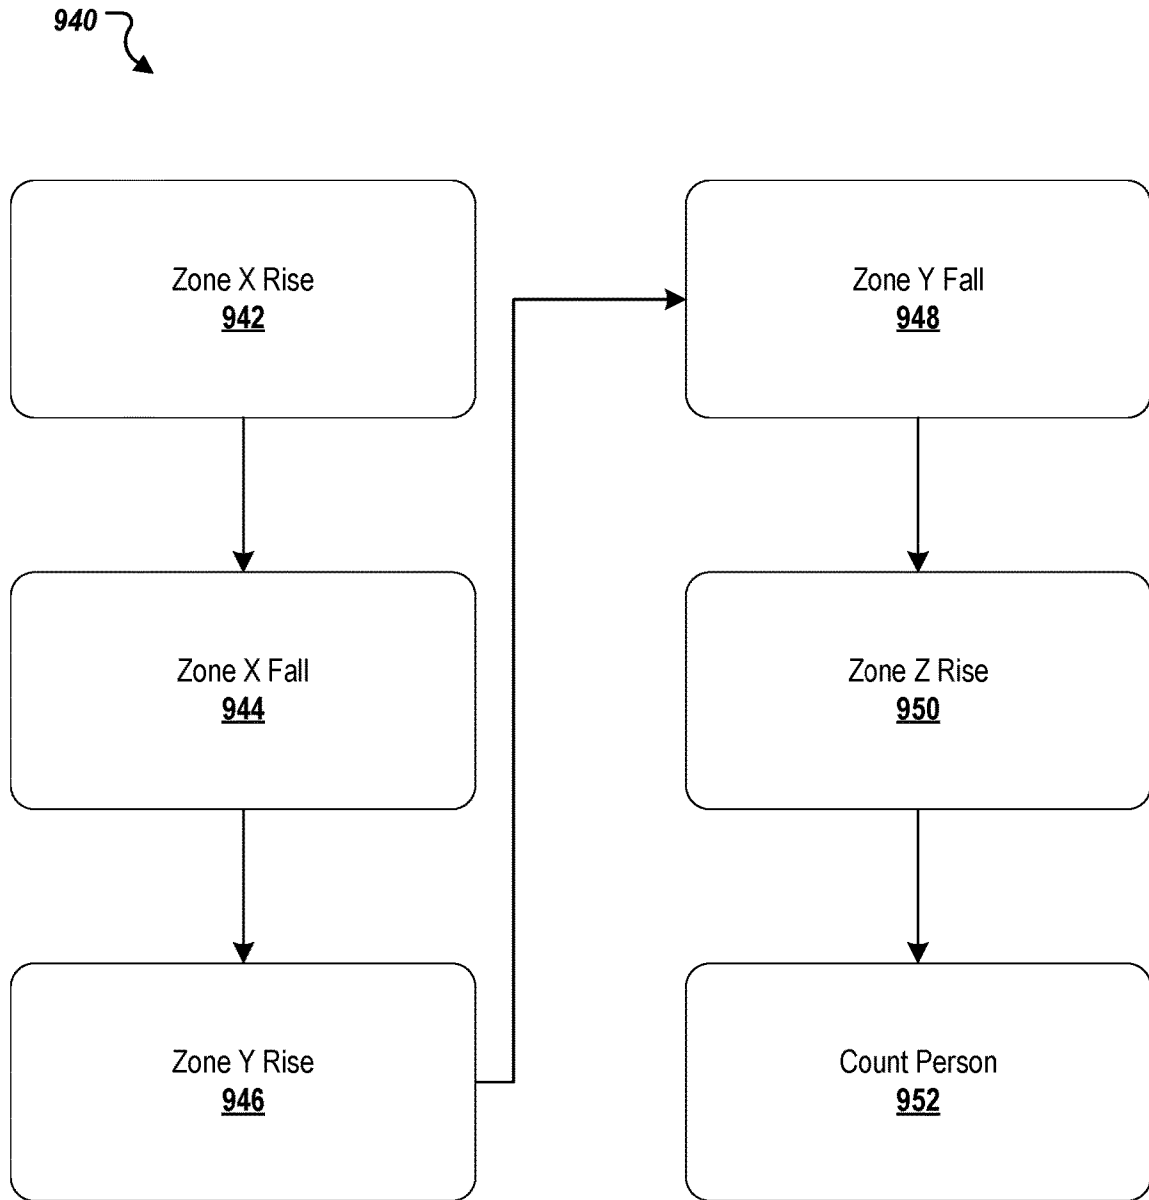 940
Zone X Rise
942
Zone X Fall
944
Zone Y Rise
946
Zone Y Fall
948
Zone Z Rise
950
Count Person
952